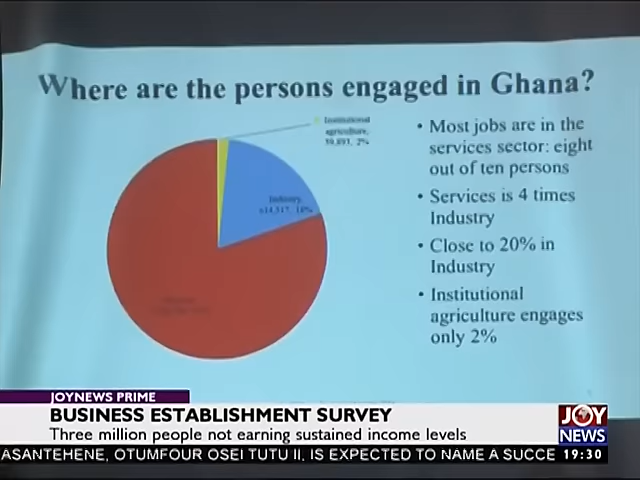 Where are the persons engaged in Ghana?
Institutional
agriculture,
2%
Industry,
• Most jobs are in the
services sector: eight
out of ten persons
• Services is 4 times
Industry
• Close to 20% in
Industry
• Institutional
agriculture engages
only 2%
JOYNEWS PRIME
BUSINESS ESTABLISHMENT SURVEY
Three million people not earning sustained income levels
JOY
NEWS
ASANTEHENE, OTUMFOUR OSEI TUTU II, IS EXPECTED TO NAME A SUCCE
19:30